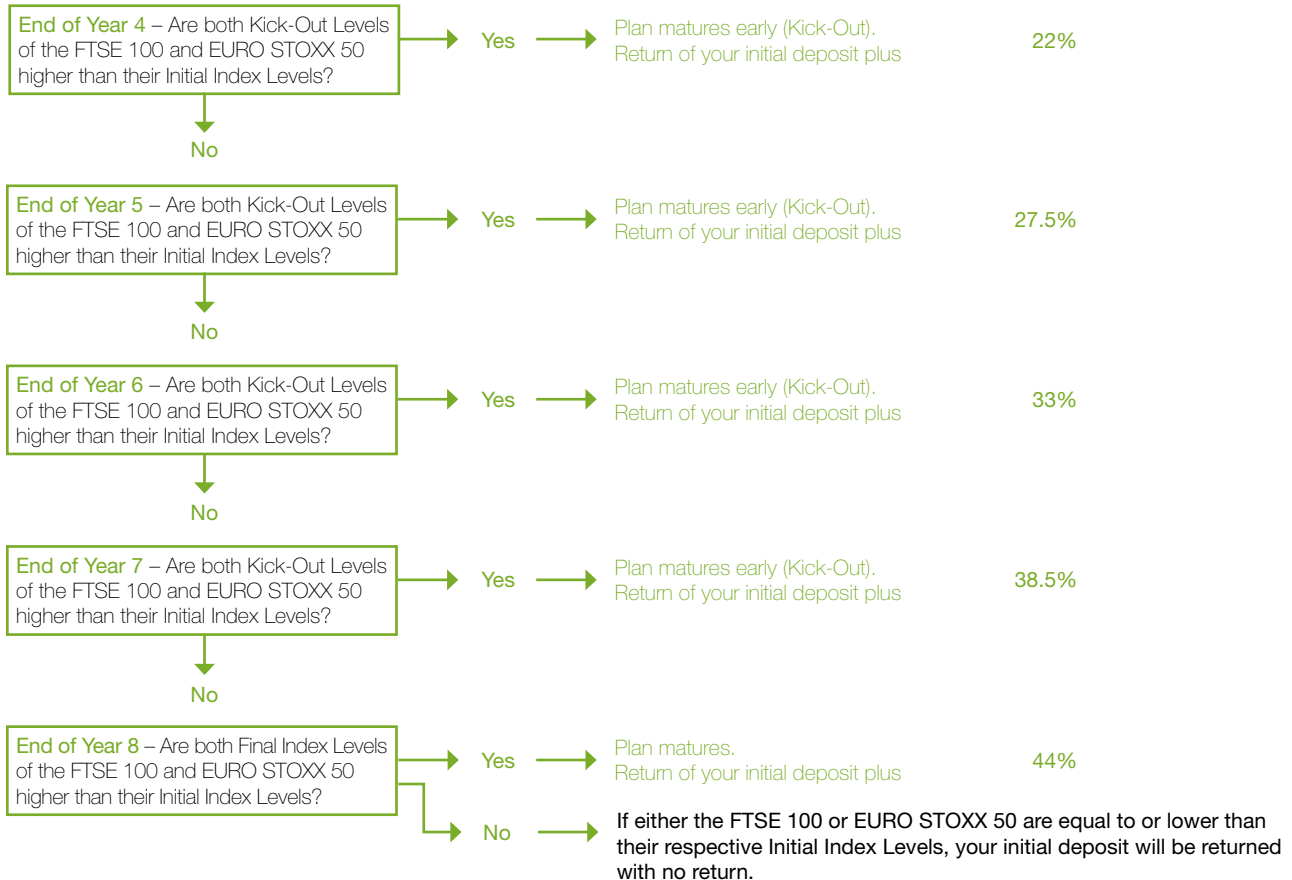 End of Year 4 – Are both Kick-Out Levels
of the FTSE 100 and EURO STOXX 50
higher than their Initial Index Levels?
Yes
Plan matures early (Kick-Out).
Return of your initial deposit plus
22%
No
End of Year 5 – Are both Kick-Out Levels
of the FTSE 100 and EURO STOXX 50
higher than their Initial Index Levels?
Yes
Plan matures early (Kick-Out).
Return of your initial deposit plus
27.5%
No
End of Year 6 – Are both Kick-Out Levels
of the FTSE 100 and EURO STOXX 50
higher than their Initial Index Levels?
Yes
Plan matures early (Kick-Out).
Return of your initial deposit plus
33%
No
End of Year 7 – Are both Kick-Out Levels
of the FTSE 100 and EURO STOXX 50
higher than their Initial Index Levels?
Yes
Plan matures early (Kick-Out).
Return of your initial deposit plus
38.5%
No
End of Year 8 – Are both Final Index Levels
of the FTSE 100 and EURO STOXX 50
higher than their Initial Index Levels?
Yes
Plan matures.
Return of your initial deposit plus
44%
No
If either the FTSE 100 or EURO STOXX 50 are equal to or lower than
their respective Initial Index Levels, your initial deposit will be returned
with no return.